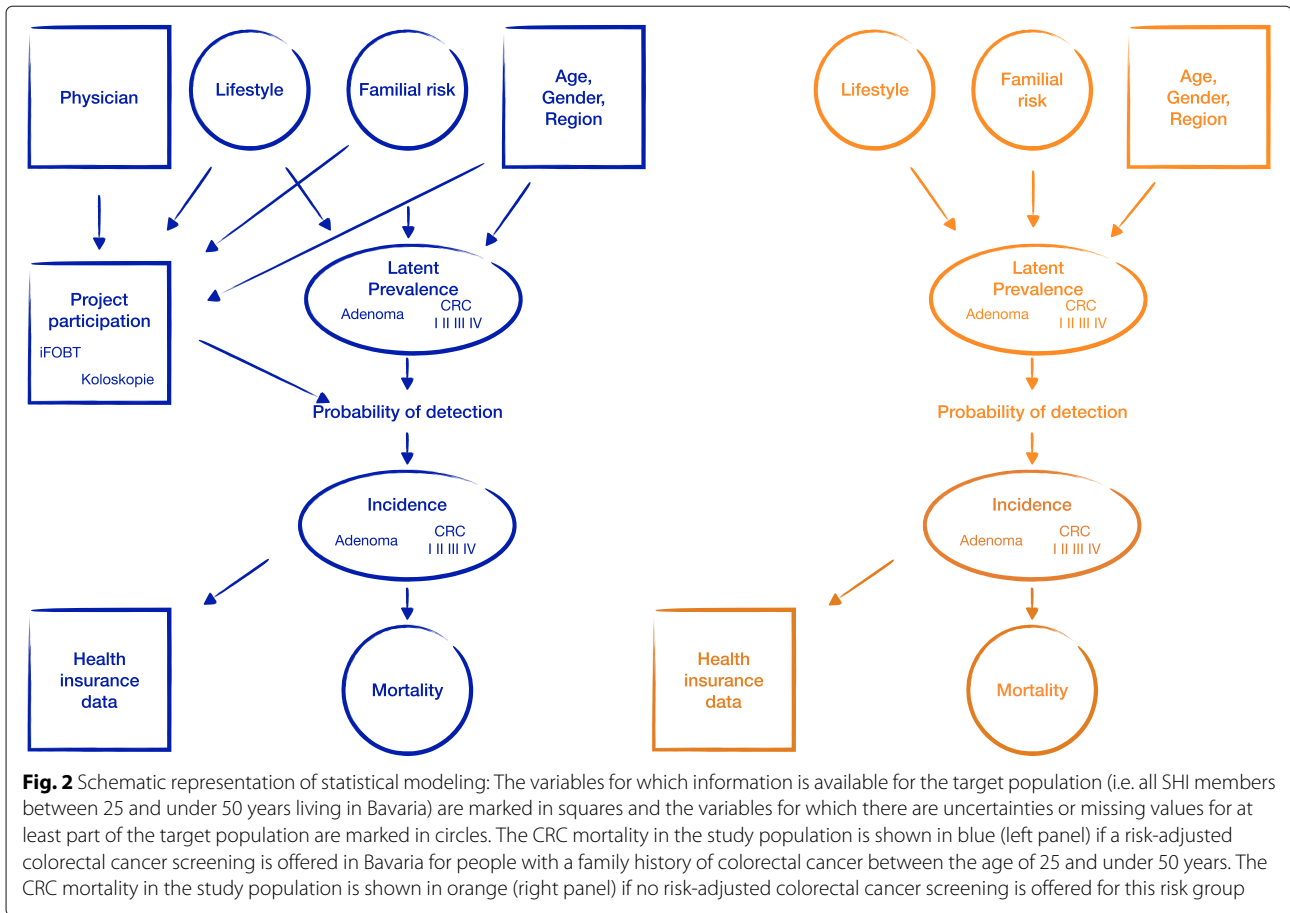 Physician
Lifestyle
Familial risk
Age,
Gender,
Region
Project
participation
iFOBT
Koloskopie
Latent
Prevalence
Adenoma
CRC
I II III IV
Probability of detection
Incidence
Adenoma
CRC
I II III IV
Health
insurance
data
Mortality
Lifestyle
Familial
risk
Age,
Gender,
Region
Latent
Prevalence
Adenoma
CRC
I II III IV
Probability of detection
Incidence
Adenoma
CRC
I II III IV
Health
insurance
data
Mortality
Fig. 2 Schematic representation of statistical modeling: The variables for which information is available for the target population (i.e. all SHI members
between 25 and under 50 years living in Bavaria) are marked in squares and the variables for which there are uncertainties or missing values for at
least part of the target population are marked in circles. The CRC mortality in the study population is shown in blue (left panel) if a risk-adjusted
colorectal cancer screening is offered in Bavaria for people with a family history of colorectal cancer between the age of 25 and under 50 years. The
CRC mortality in the study population is shown in orange (right panel) if no risk-adjusted colorectal cancer screening is offered for this risk group